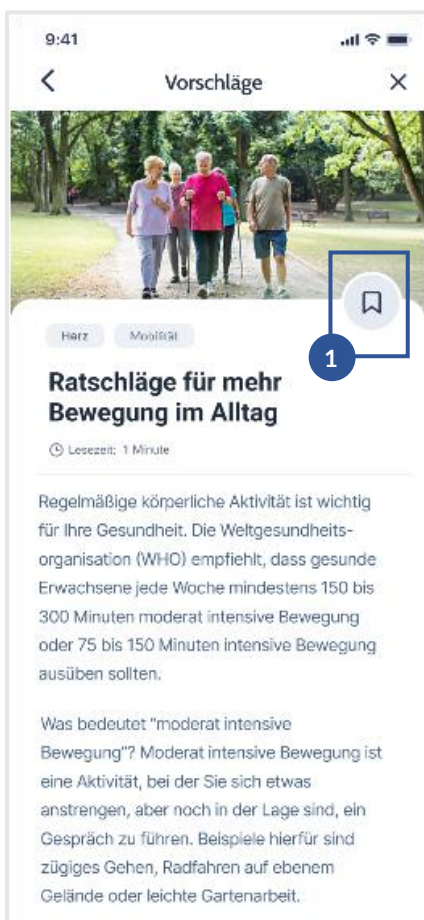 9:41
Vorschläge
1
Herz Mobilität
Ratschläge für mehr
Bewegung im Alltag
Lesezeit: 1 Minute
Regelmäßige körperliche Aktivität ist wichtig
für Ihre Gesundheit. Die Weltgesundheits-
organisation (WHO) empfiehlt, dass gesunde
Erwachsene jede Woche mindestens 150 bis
300 Minuten moderat intensive Bewegung
oder 75 bis 150 Minuten intensive Bewegung
ausüben sollten.
Was bedeutet "moderat intensive
Bewegung"? Moderat intensive Bewegung ist
eine Aktivität, bei der Sie sich etwas
anstrengen, aber noch in der Lage sind, ein
Gespräch zu führen. Beispiele hierfür sind
zügiges Gehen, Radfahren auf ebenem
Gelände oder leichte Gartenarbeit.